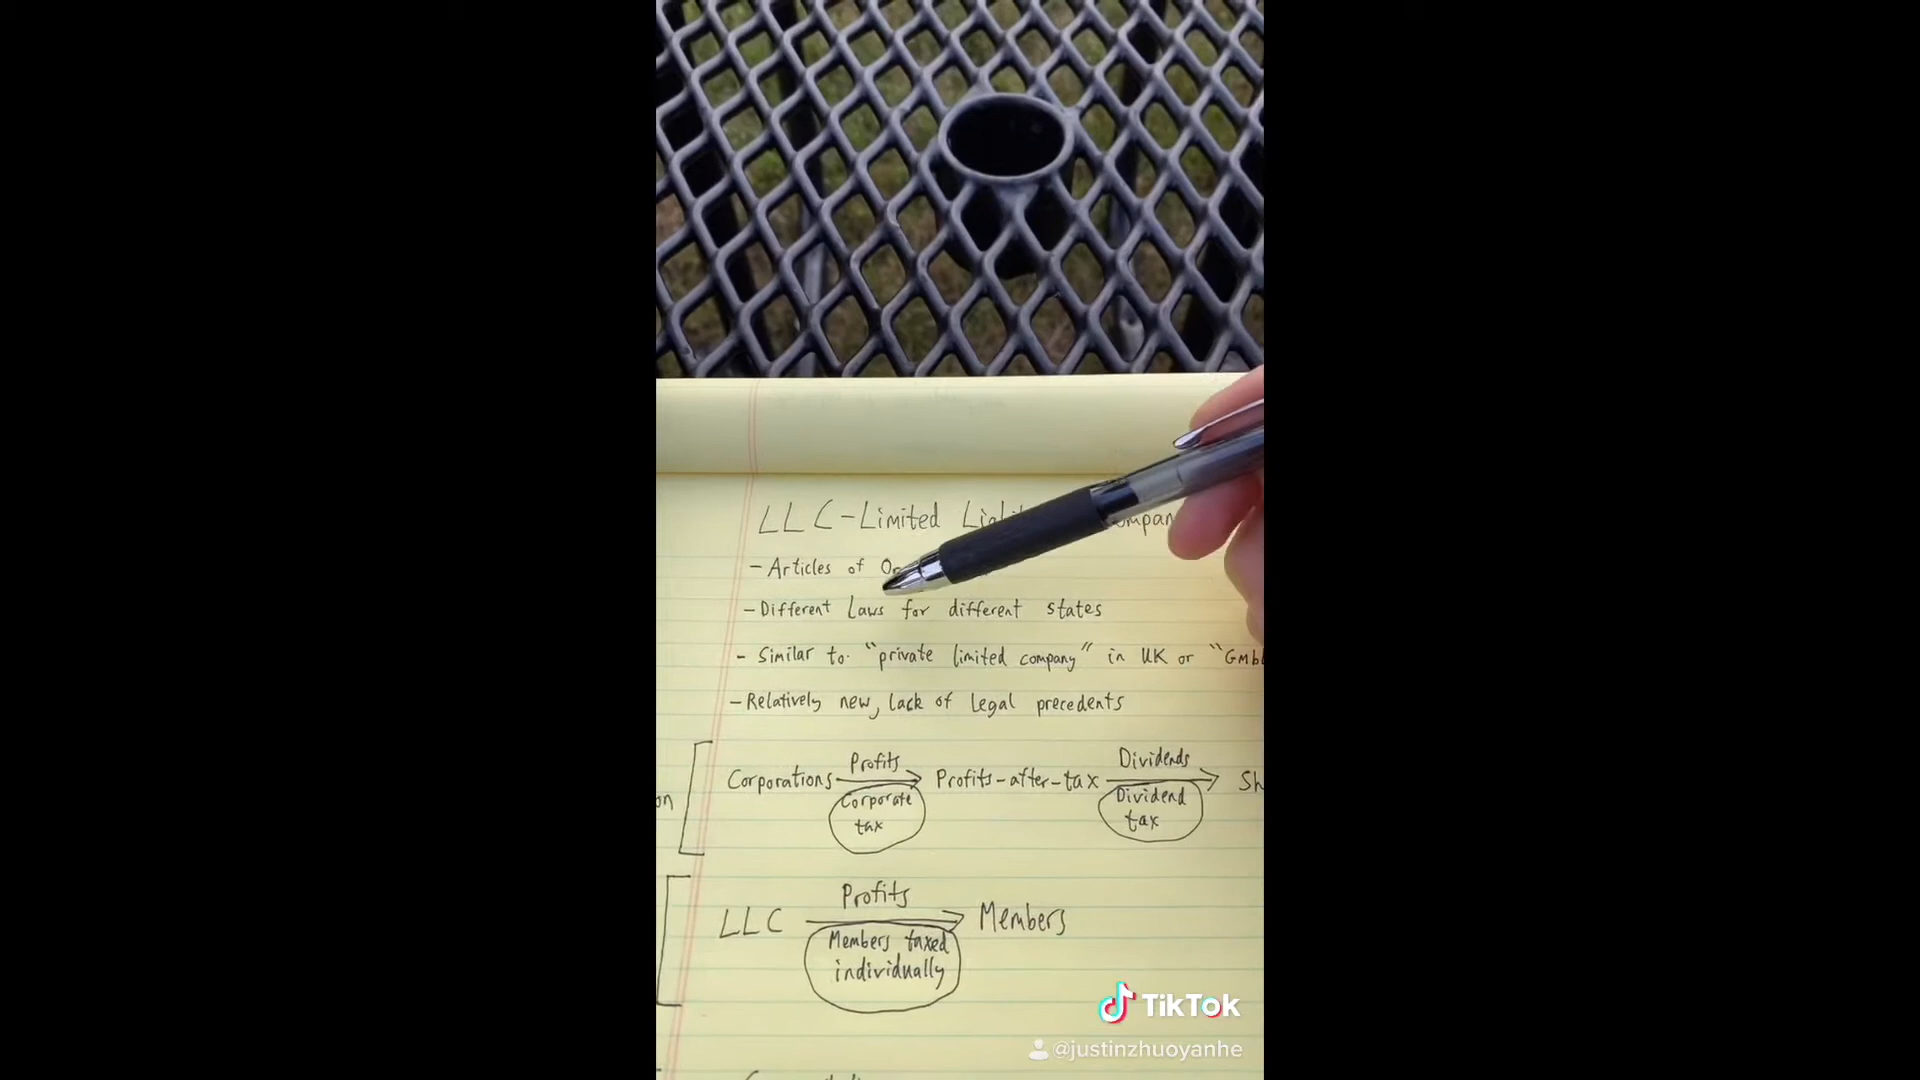 LLC - Limited
- Articles of
- Different Laws for different states
- Similar to "private limited company" in UK or "Gmb
- Relatively new, lack of legal precedents
Profits
Dividends
Corporations Profits-after-tax Sh
on
Corporate
tax
Dividend
tax
Profits
LLC Members
Members taxed
individually
TikTok
@justinzhuoyanhe